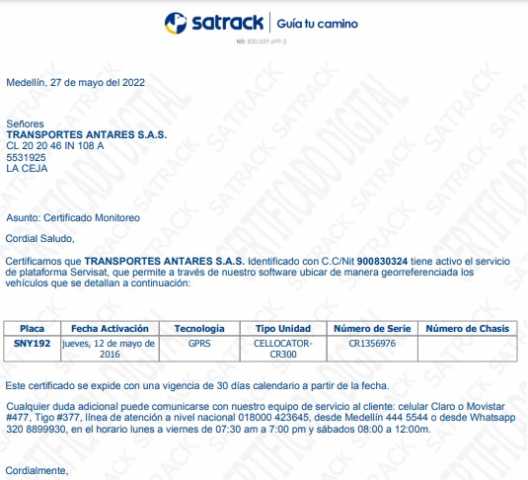 satrack Guía tu camino
Medellín, 27 de mayo del 2022
Señores
TRANSPORTES ANTARES S.A.S.
CL 20 20 46 IN 108 A
5531925
LA CEJA
Asunto: Certificado Monitoreo
Cordial Saludo,
Certificamos que TRANSPORTES ANTARES S.A.S. Identificado con C.C/Nit 900830324 tiene activo el servicio
de plataforma Servisat, que permite a través de nuestro software ubicar de manera georreferenciada los
vehículos que se detallan a continuación:
Placa Fecha Activación Tecnología Tipo Unidad Número de Serie Número de Chasis
SNY192 jueves, 12 de mayo de 2016 GPRS CELLOCATOR-CR300 CR1356976
Este certificado se expide con una vigencia de 30 días calendario a partir de la fecha.
Cualquier duda adicional puede comunicarse con nuestro equipo de servicio al cliente: celular Claro o Movistar
#477, Tigo #377, línea de atención a nivel nacional 018000 423645, desde Medellín 444 5544 o desde Whatsapp
320 8899930, en el horario lunes a viernes de 07:30 am a 7:00 pm y sábados 08:00 a 12:00m.
Cordialmente,
SATRACK
CERTIFICADO DIGITAL